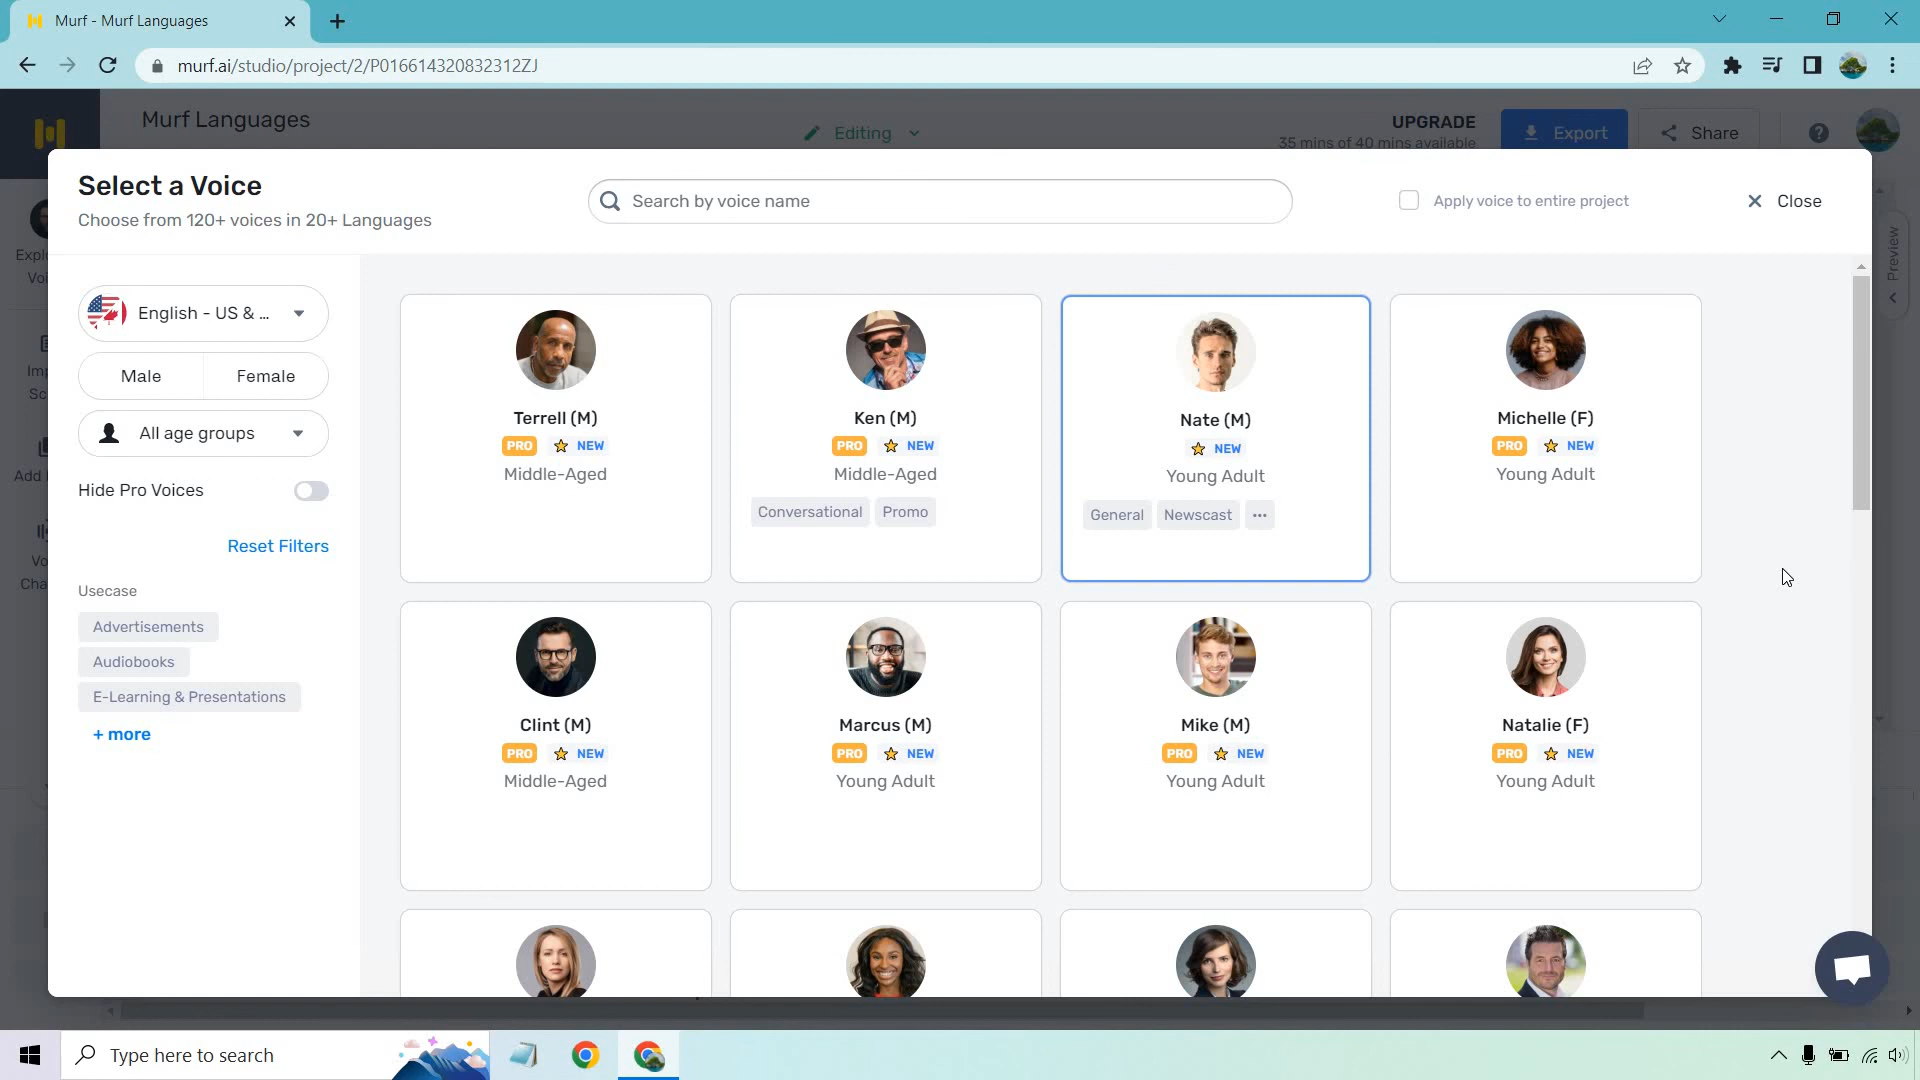 Murf - Murf Languages
murf.ai/studio/project/2/P016614320832312ZJ
Murf Languages
Editing
UPGRADE
35 mins of 40 mins available
Export
Share
Select a Voice
Choose from 120+ voices in 20+ Languages
Search by voice name
Apply voice to entire project
Close
Preview
English - US & ...
Male
Female
All age groups
Hide Pro Voices
Reset Filters
Usecase
Advertisements
Audiobooks
E-Learning & Presentations
+ more
Terrell (M)
PRO NEW
Middle-Aged
Ken (M)
PRO NEW
Middle-Aged
Conversational Promo
Nate (M)
NEW
Young Adult
General Newscast ...
Michelle (F)
PRO NEW
Young Adult
Clint (M)
PRO NEW
Middle-Aged
Marcus (M)
PRO NEW
Young Adult
Mike (M)
PRO NEW
Young Adult
Natalie (F)
PRO NEW
Young Adult
Type here to search